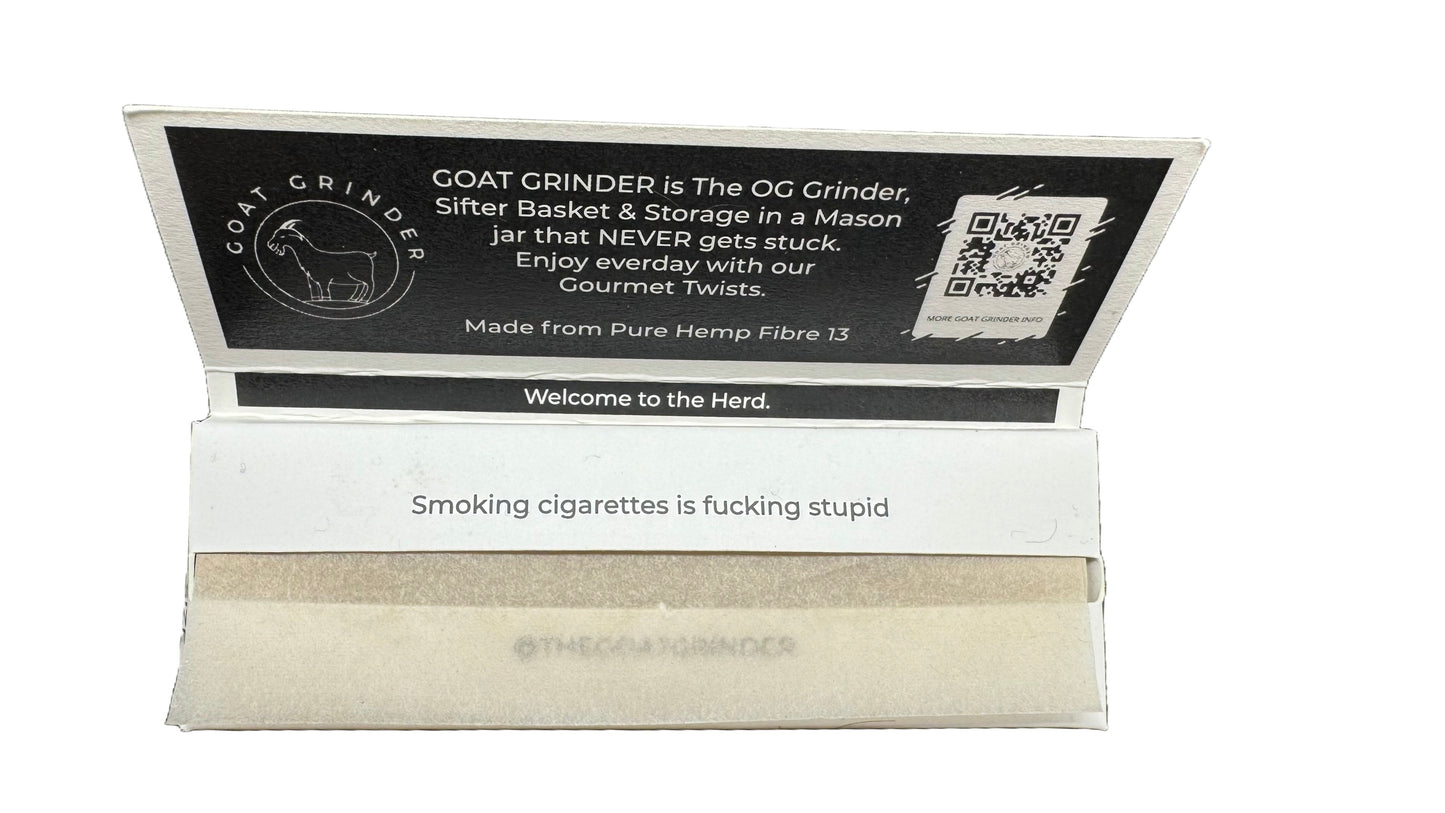 GOAT GRINDER
GOAT GRINDER is The OG Grinder,
Sifter Basket & Storage in a Mason
jar that NEVER gets stuck.
Enjoy everday with our
Gourmet Twists.
Made from Pure Hemp Fibre 13
MORE GOAT GRINDER INFO
Welcome to the Herd.
Smoking cigarettes is fucking stupid
@THEGOATGRINDER